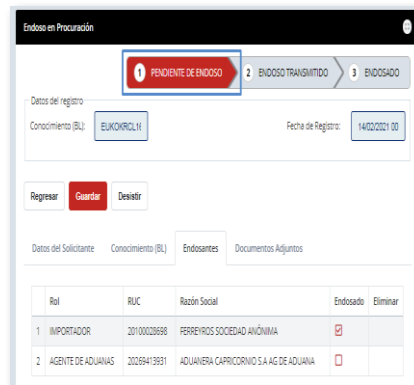 Endoso en Procuración
1 PENDIENTE DE ENDOSO 2 ENDOSO TRANSMITIDO 3 ENDOSADO
Datos del registro
Conocimiento (BL): EUKOKRCL1 Fecha de Registro: 14/02/2021 00
Regresar Guardar Desistir
Datos del Solicitante Conocimiento (BL) Endosantes Documentos Adjuntos
Rol RUC Razón Social Endosado Eliminar
1 IMPORTADOR 20100028698 FERREYROS SOCIEDAD ANÓNIMA
2 AGENTE DE ADUANAS 20269413931 ADUANERA CAPRICORNIO S.A AG DE ADUANA